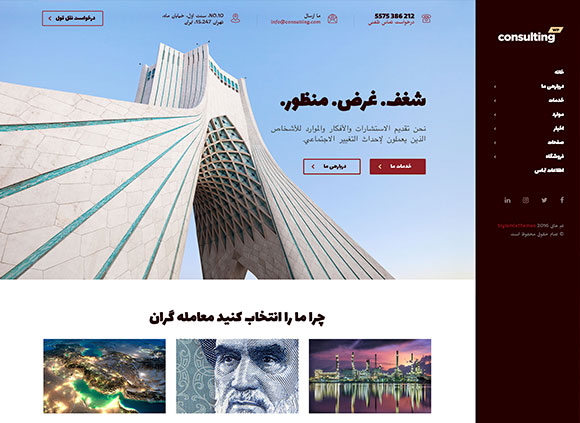 consulting
WP
خانه
درباره‌ی ما
خدمات
موارد
اخبار
صفحات
فروشگاه
اطلاعات تماس
© تمام حقوق محفوظ است.
212 386 5575
درخواست تماس تلفنی
ما ارسال
info@consulting.com
NO.10, سنت اول، خیابان ماه،
تهران 15.247، ایران
درخواست نقل قول
شغف. غرض. منظور.
نحن تقديم الاستشارات والأفكار والموارد للأشخاص
الذين يعملون لإحداث التغيير الاجتماعي
خدمات ما
درباره‌ی ما
چرا ما را انتخاب کنید معامله گران